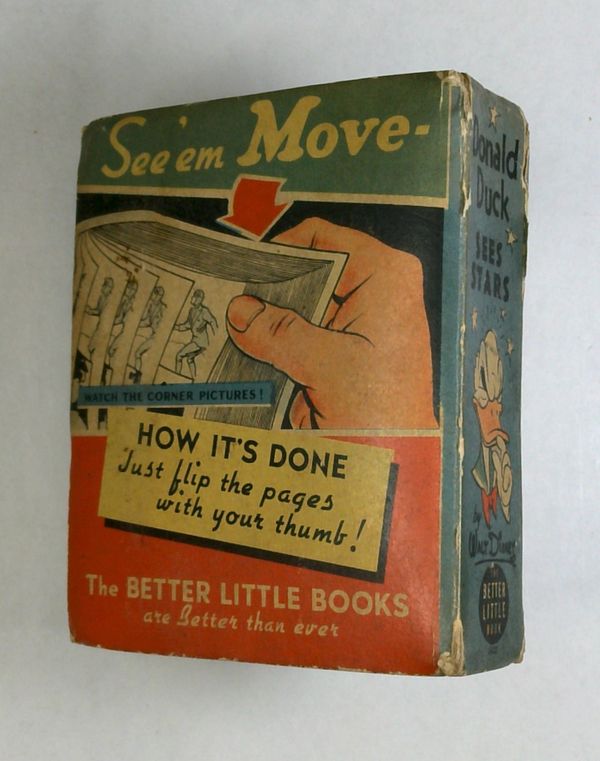 See 'em Move-
WATCH THE CORNER PICTURES!
HOW IT'S DONE
Just flip the pages
with your thumb!
The BETTER LITTLE BOOKS
are Better than ever
Donald
Duck
SEES
STARS
by
Walt Disney
BETTER
LITTLE
BOOK